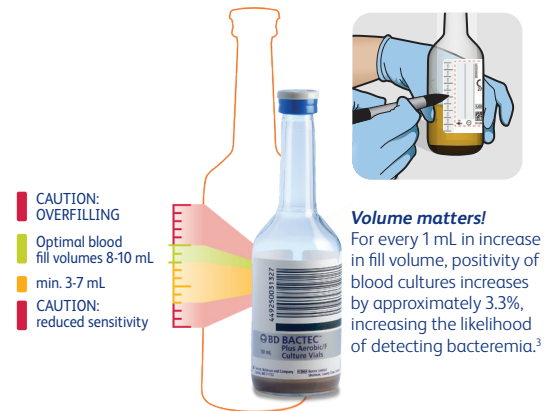 CAUTION:
OVERFILLING
Optimal blood
fill volumes 8-10 mL
min. 3-7 mL
CAUTION:
reduced sensitivity
449250031327
BD BACTEC™
Plus Aerobic/F
Culture Vials
Volume matters!
For every 1 mL in increase
in fill volume, positivity of
blood cultures increases
by approximately 3.3%,
increasing the likelihood
of detecting bacteremia.³